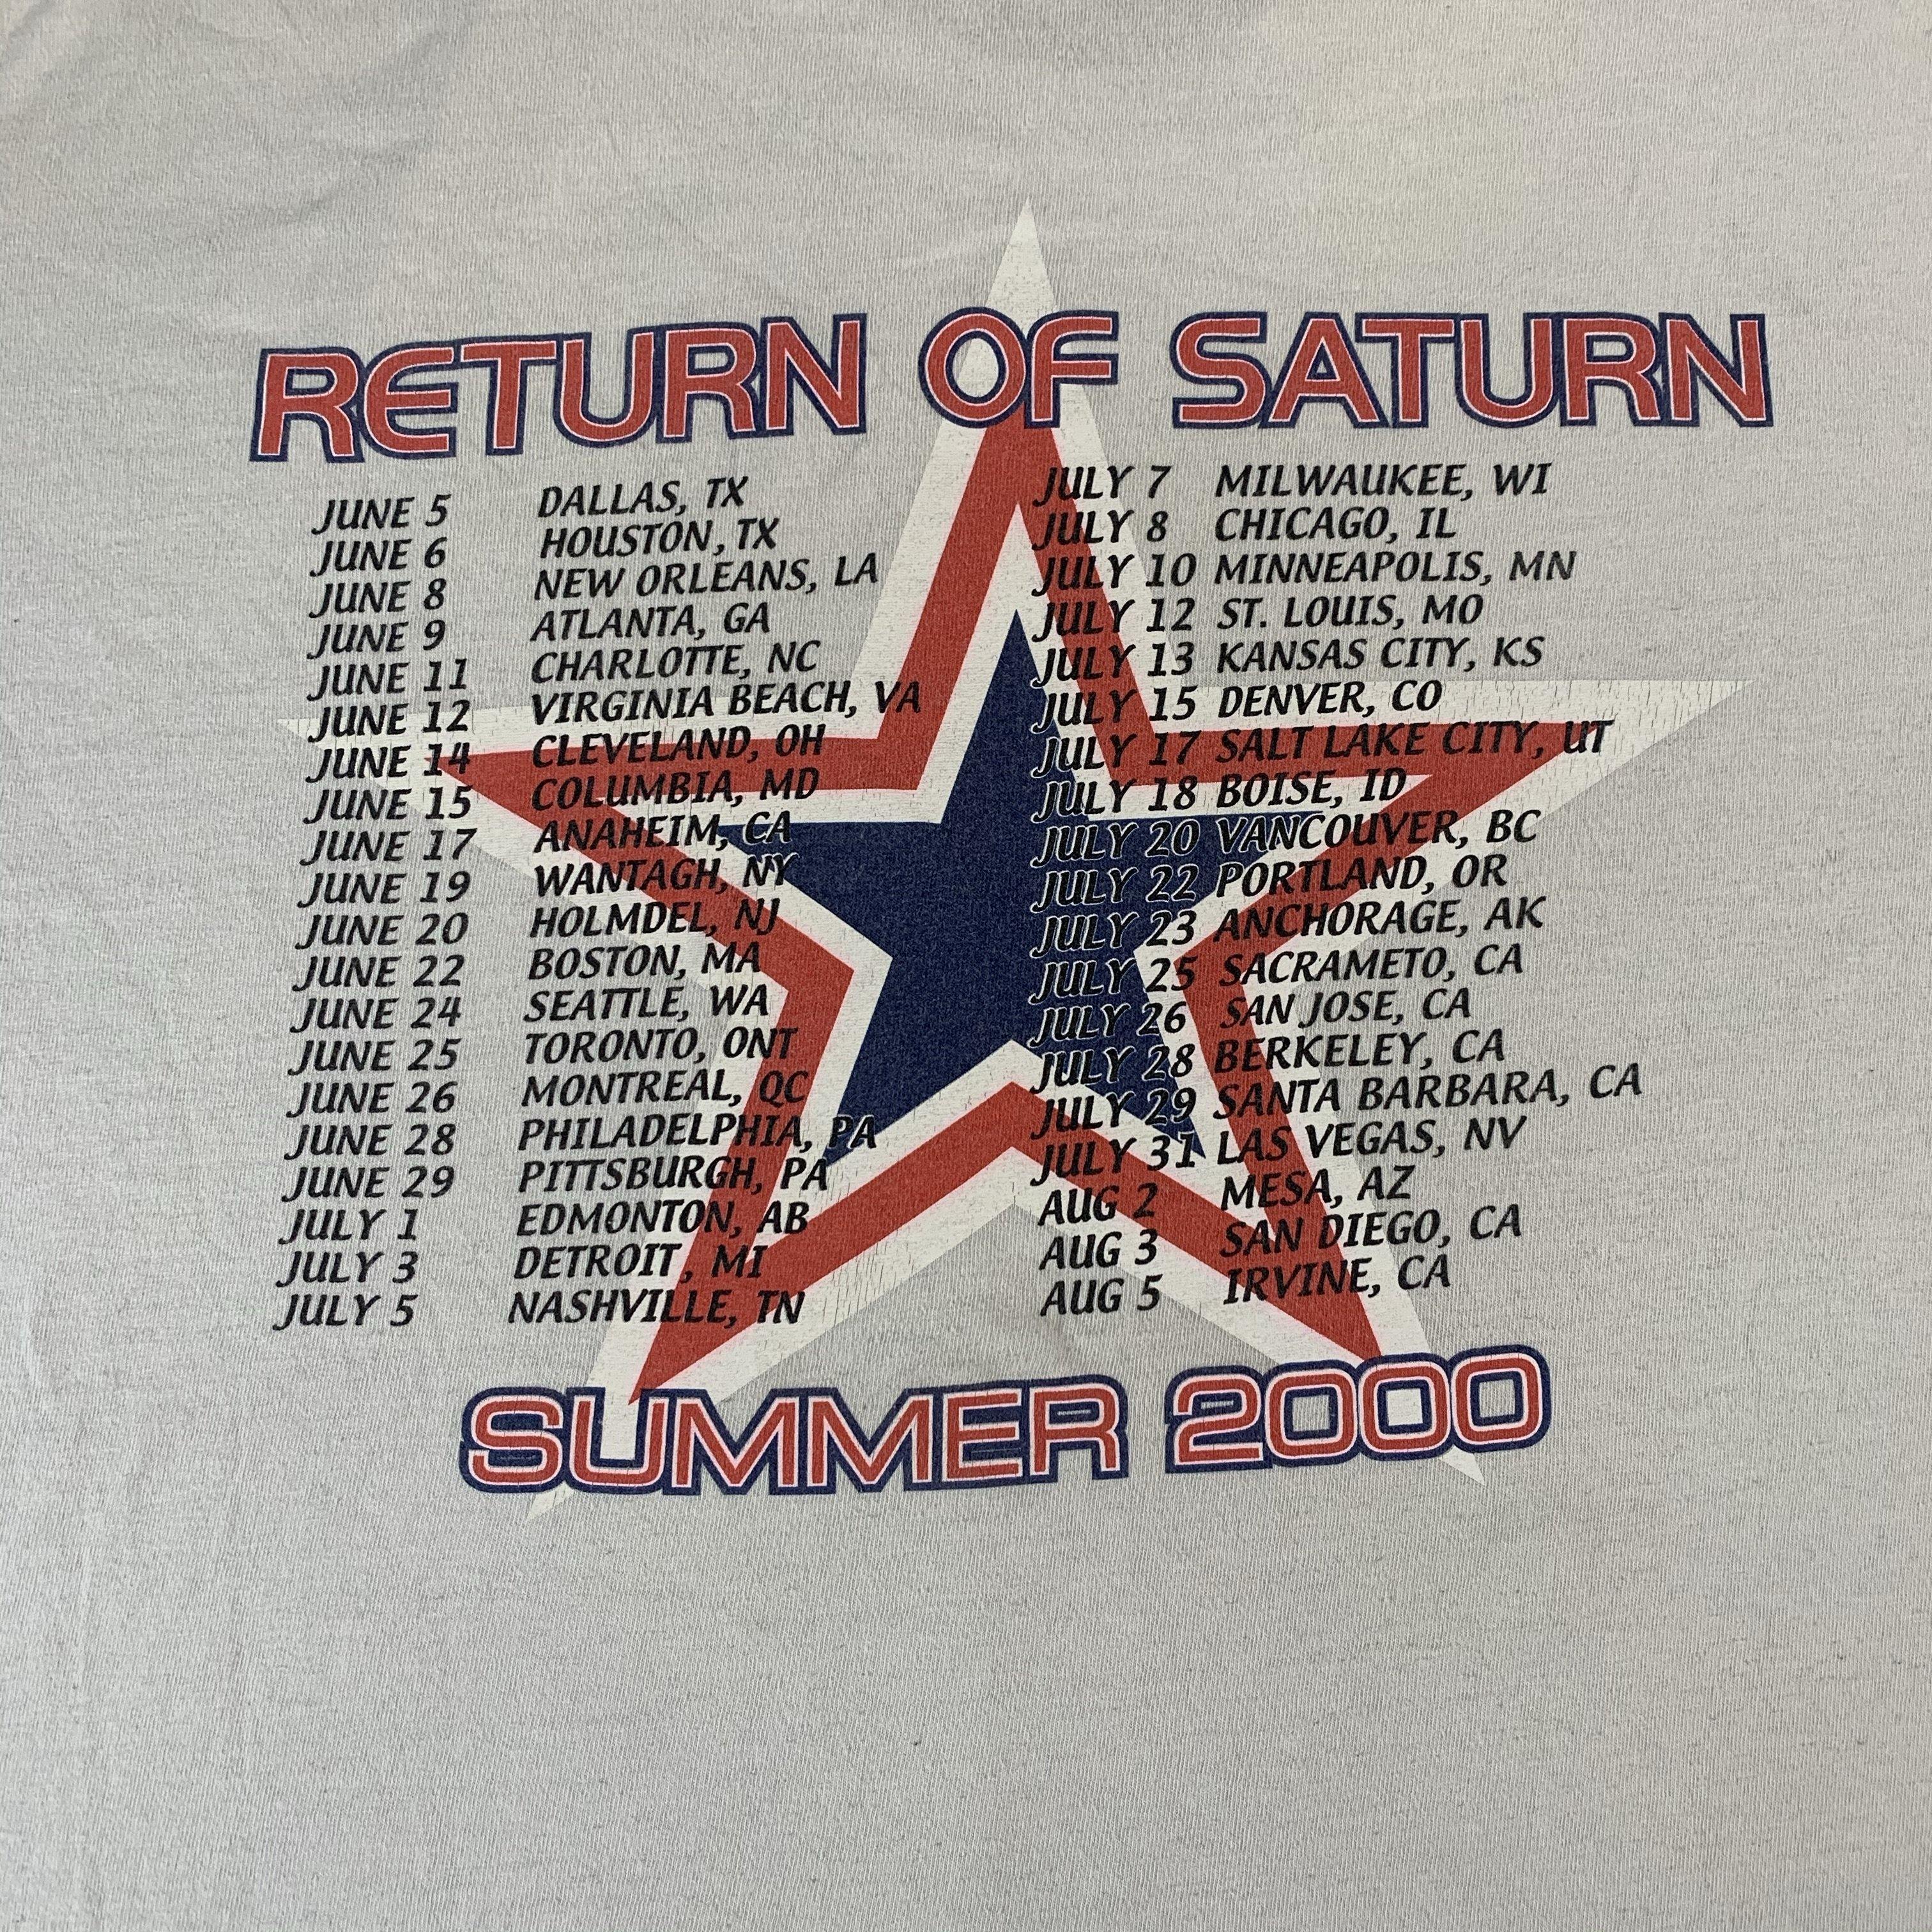 RETURN OF SATURN
JUNE 5 DALLAS, TX
JUNE 6 HOUSTON, TX
JUNE 8 NEW ORLEANS, LA
JUNE 9 ATLANTA, GA
JUNE 11 CHARLOTTE, NC
JUNE 12 VIRGINIA BEACH, VA
JUNE 14 CLEVELAND, OH
JUNE 15 COLUMBIA, MD
JUNE 17 ANAHEIM, CA
JUNE 19 WANTAGH, NY
JUNE 20 HOLMDEL, NJ
JUNE 22 BOSTON, MA
JUNE 24 SEATTLE, WA
JUNE 25 TORONTO, ONT
JUNE 26 MONTREAL, QC
JUNE 28 PHILADELPHIA, PA
JUNE 29 PITTSBURGH, PA
JULY 1 EDMONTON, AB
JULY 3 DETROIT, MI
JULY 5 NASHVILLE, TN
JULY 7 MILWAUKEE, WI
JULY 8 CHICAGO, IL
JULY 10 MINNEAPOLIS, MN
JULY 12 ST. LOUIS, MO
JULY 13 KANSAS CITY, KS
JULY 15 DENVER, CO
JULY 17 SALT LAKE CITY, UT
JULY 18 BOISE, ID
JULY 20 VANCOUVER, BC
JULY 22 PORTLAND, OR
JULY 23 ANCHORAGE, AK
JULY 25 SACRAMETO, CA
JULY 26 SAN JOSE, CA
JULY 28 BERKELEY, CA
JULY 29 SANTA BARBARA, CA
JULY 31 LAS VEGAS, NV
AUG 2 MESA, AZ
AUG 3 SAN DIEGO, CA
AUG 5 IRVINE, CA
SUMMER 2000